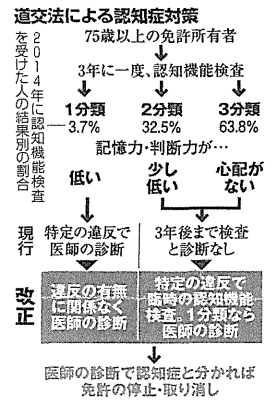 道交法による認知症対策
75歳以上の免許所有者
3年に一度、認知機能検査
2014年に認知機能検査
を受けた人の結果別の割合
1分類 2分類 3分類
3.7% 32.5% 63.8%
記憶力・判断力が…
低い 少し 心配が
低い ない
現行
特定の違反で
医師の診断
3年後まで検査
と診断なし
改正
違反の有無
に関係なく
医師の診断
特定の違反で
臨時の認知機能
検査。1分類なら
医師の診断
医師の診断で認知症と分かれば
免許の停止・取り消し